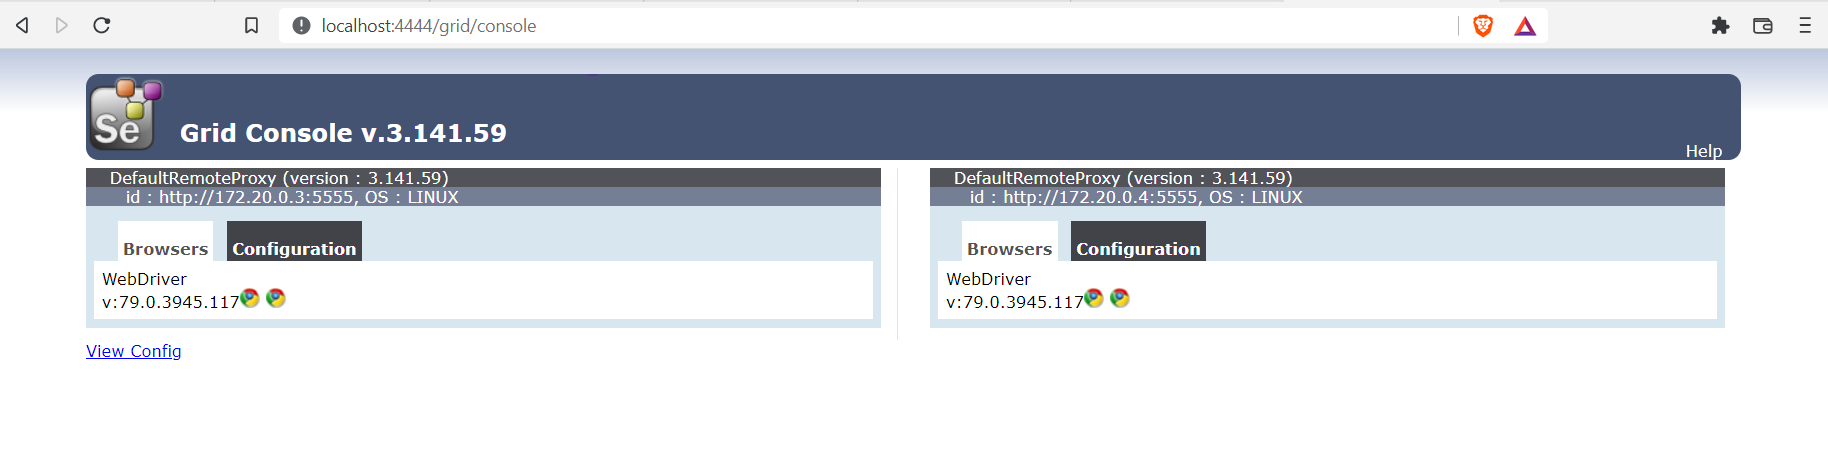 localhost:4444/grid/console
Se
Grid Console v.3.141.59
Help
DefaultRemoteProxy (version : 3.141.59)
id : http://172.20.0.3:5555, OS : LINUX
Browsers Configuration
WebDriver
v:79.0.3945.117
DefaultRemoteProxy (version : 3.141.59)
id : http://172.20.0.4:5555, OS : LINUX
Browsers Configuration
WebDriver
v:79.0.3945.117
View Config